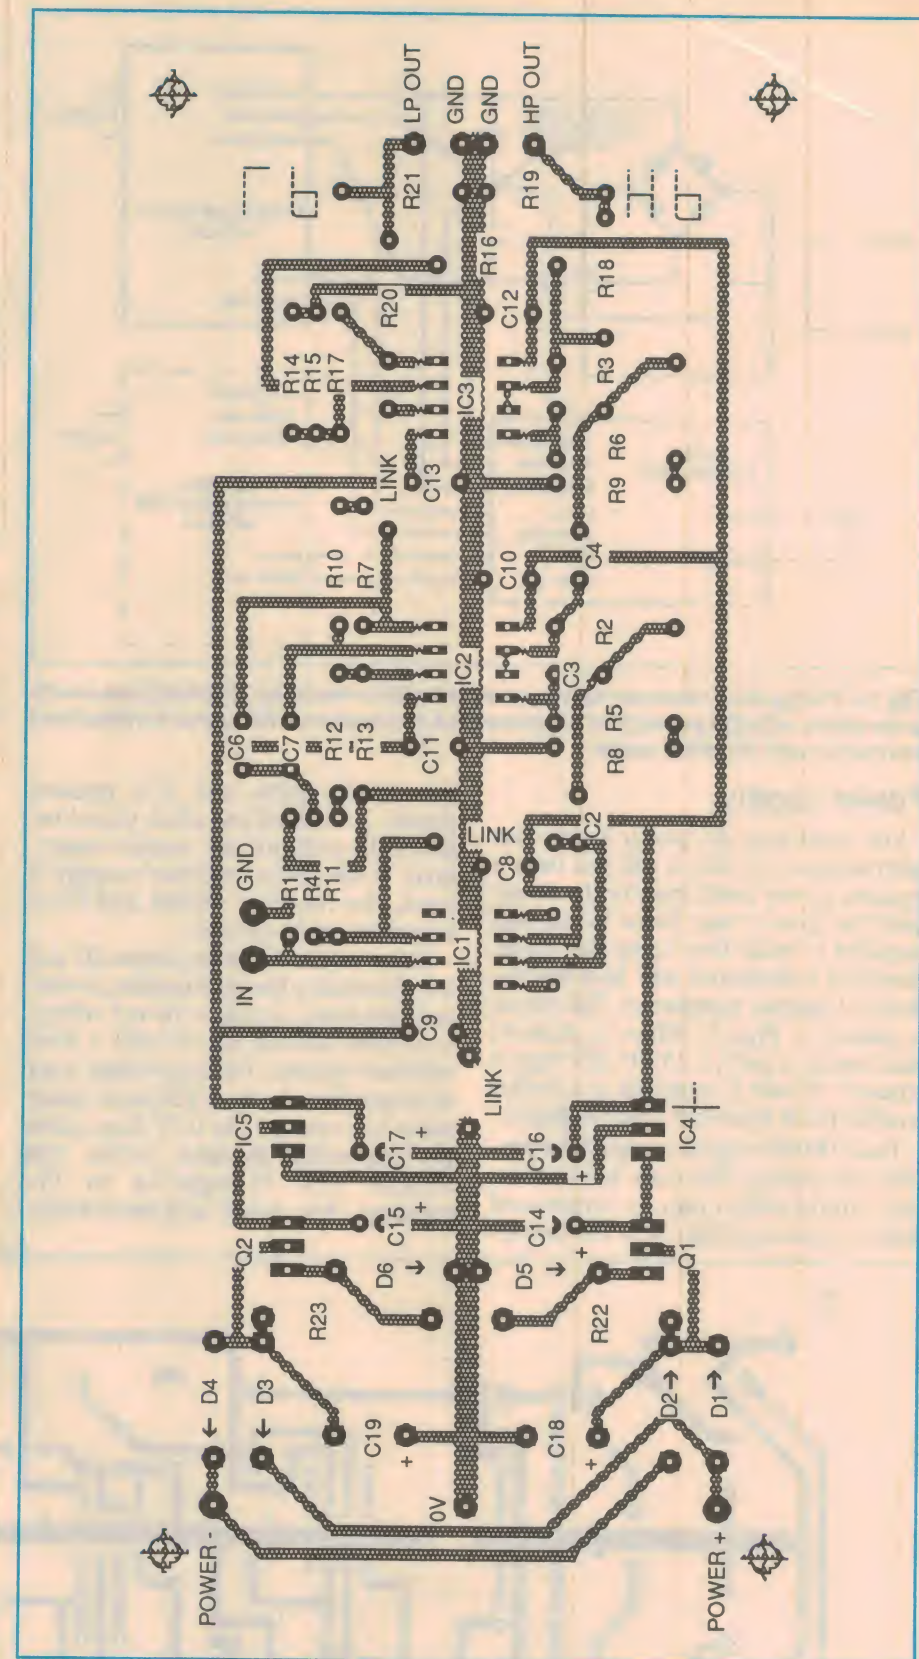 POWER -
D4 ←
D3 ←
Q2
IC5
IN
GND
C6
C7
R1
R4
R11
R12
R13
R10
R7
R14
R15
R17
R23
R20
LINK
C19
+
D6
←
C15
+
C17
+
R21
LP OUT
GND
GND
HP OUT
0V
C9
C11
C13
IC1
IC2
IC3
LINK
LINK
R16
C8
C10
C12
R19
D5
←
C14
+
C16
+
C18
+
C2
C3
C4
R22
R8
R5
R2
R9
R6
R3
R18
D2→
Q1
IC4
D1→
POWER +